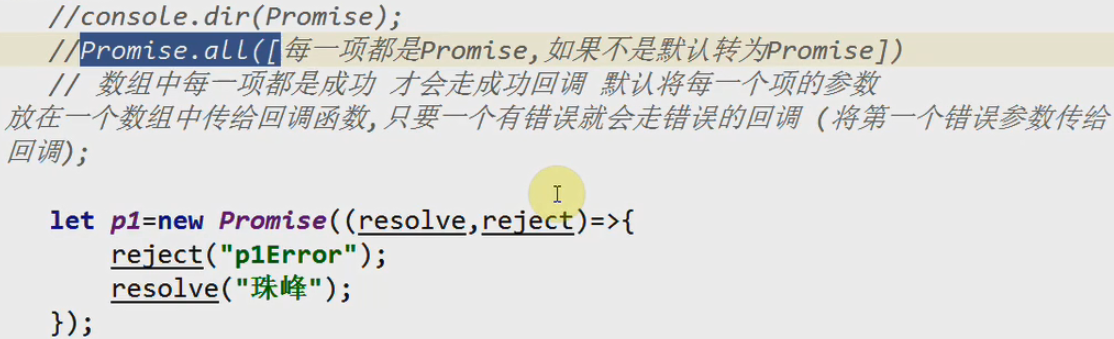 //console.dir(Promise);
//Promise.all([每一项都是Promise,如果不是默认转为Promise])
// 数组中每一项都是成功 才会走成功回调 默认将每一个项的参数
放在一个数组中传给回调函数,只要一个有错误就会走错误的回调 (将第一个错误参数传给
回调);
let p1=new Promise((resolve,reject)=>{
reject("p1Error");
resolve("珠峰");
});